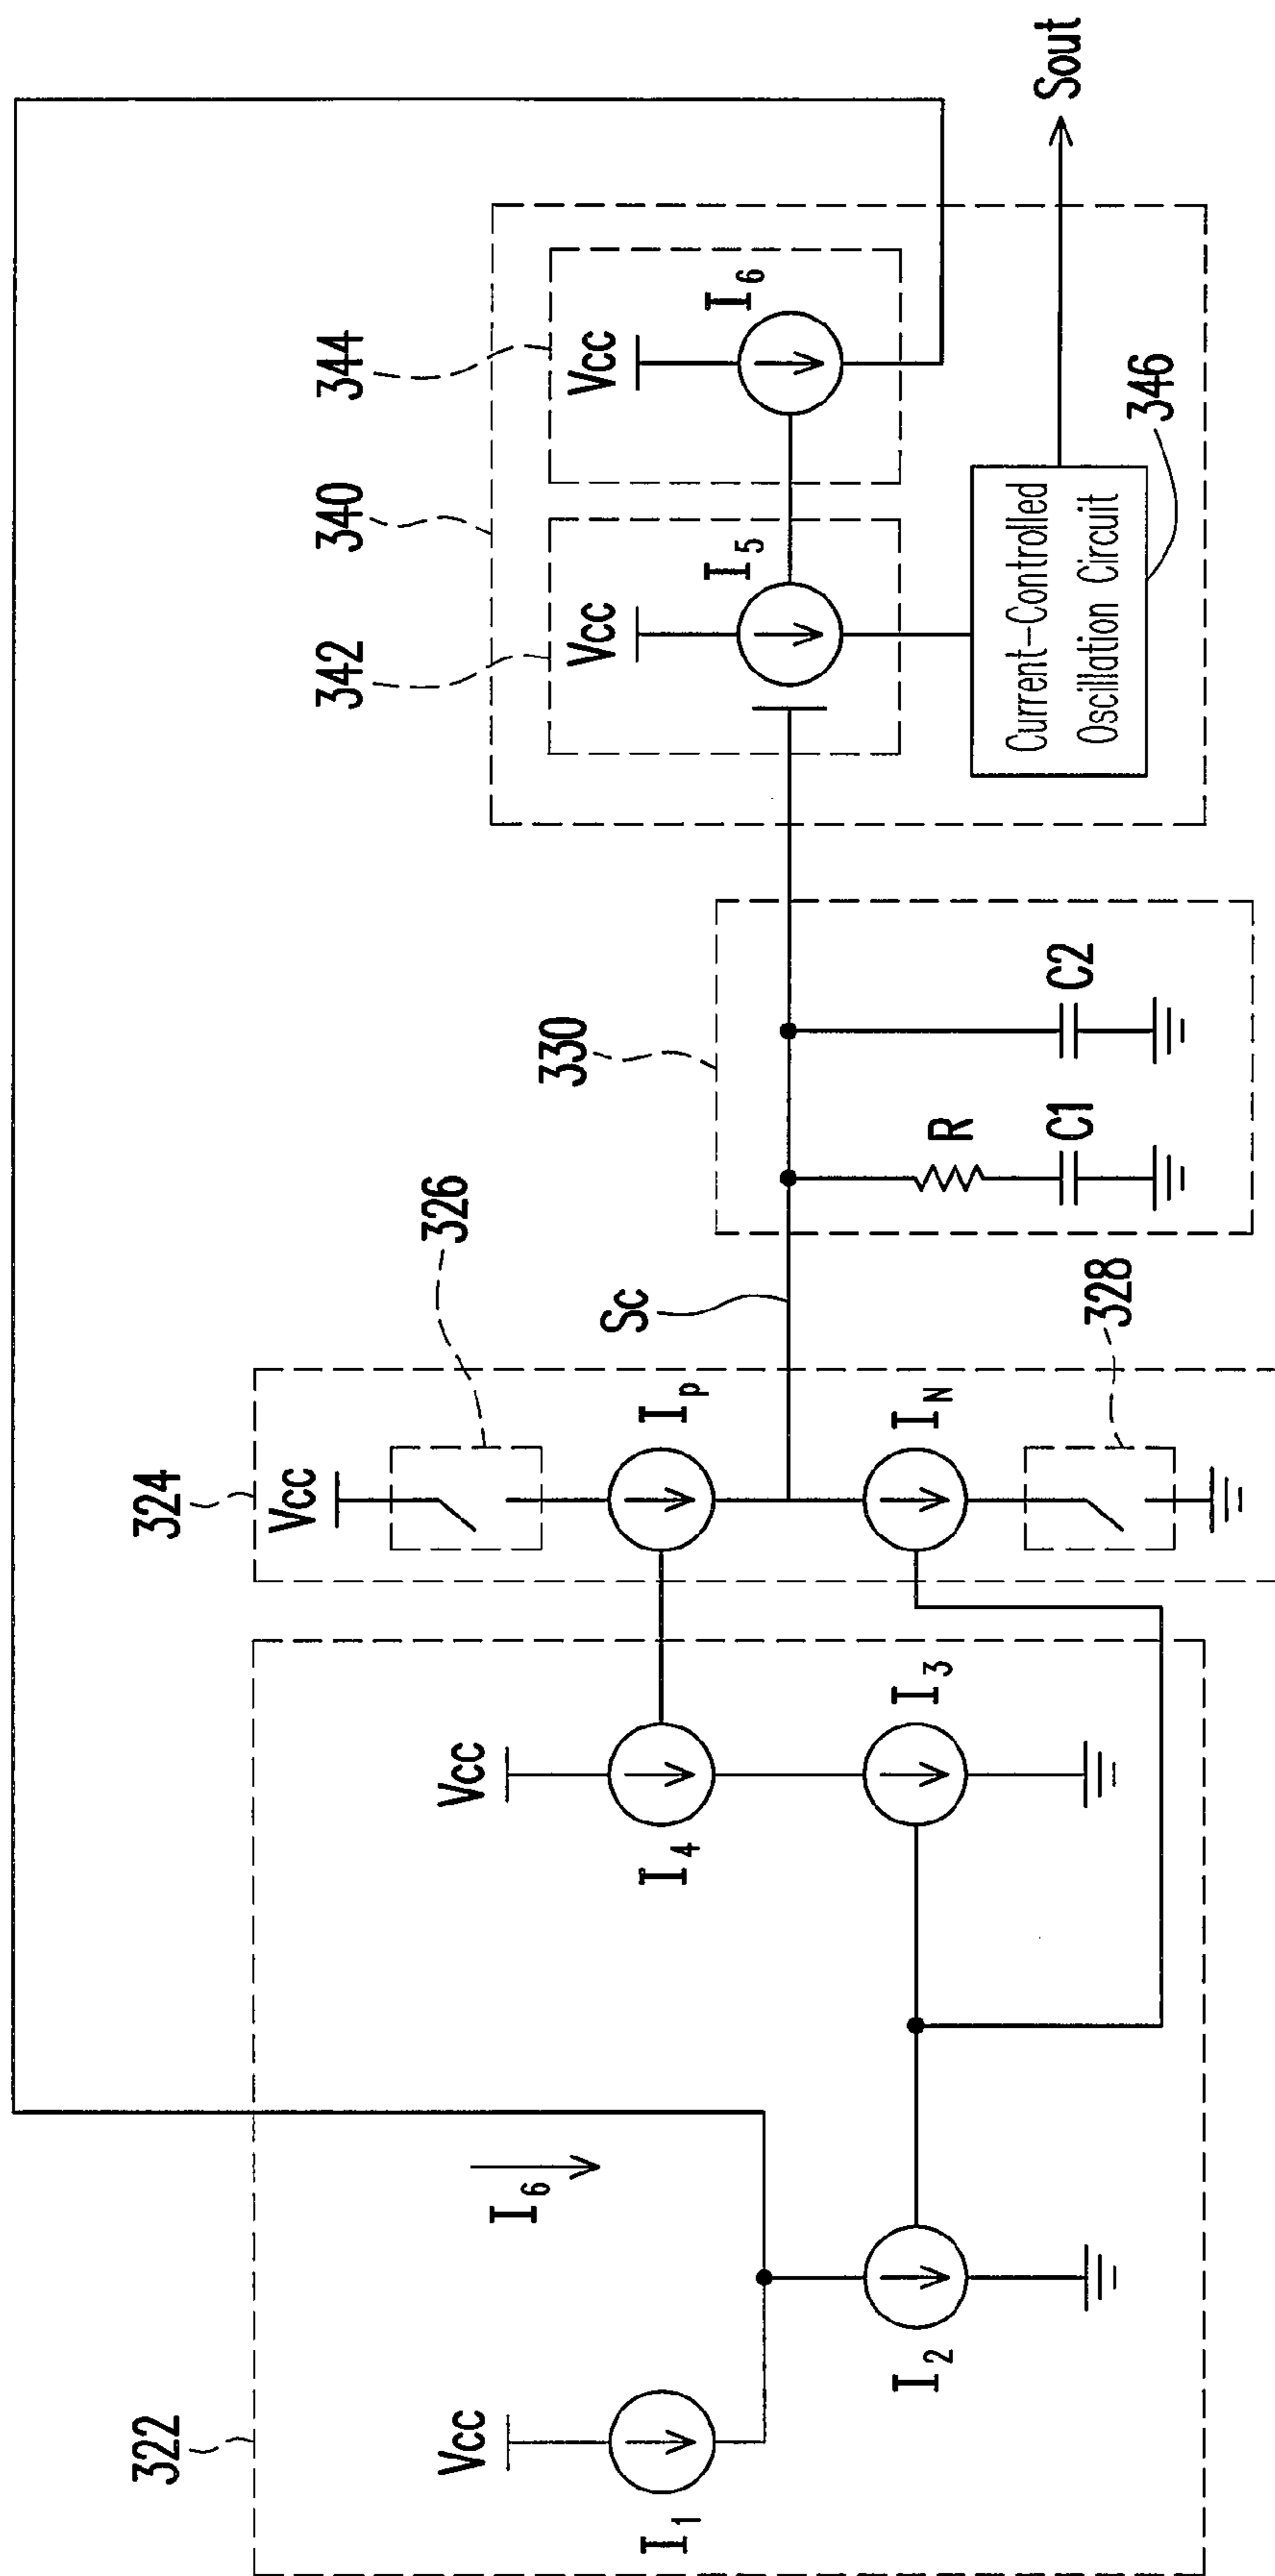 322
Vcc
I1
I6
I2
Vcc
I4
I3
324
Vcc
326
Ip
IN
328
Sc
330
R
C1
C2
340
342
Vcc
I5
344
Vcc
I6
Current-Controlled
Oscillation Circuit
346
Sout